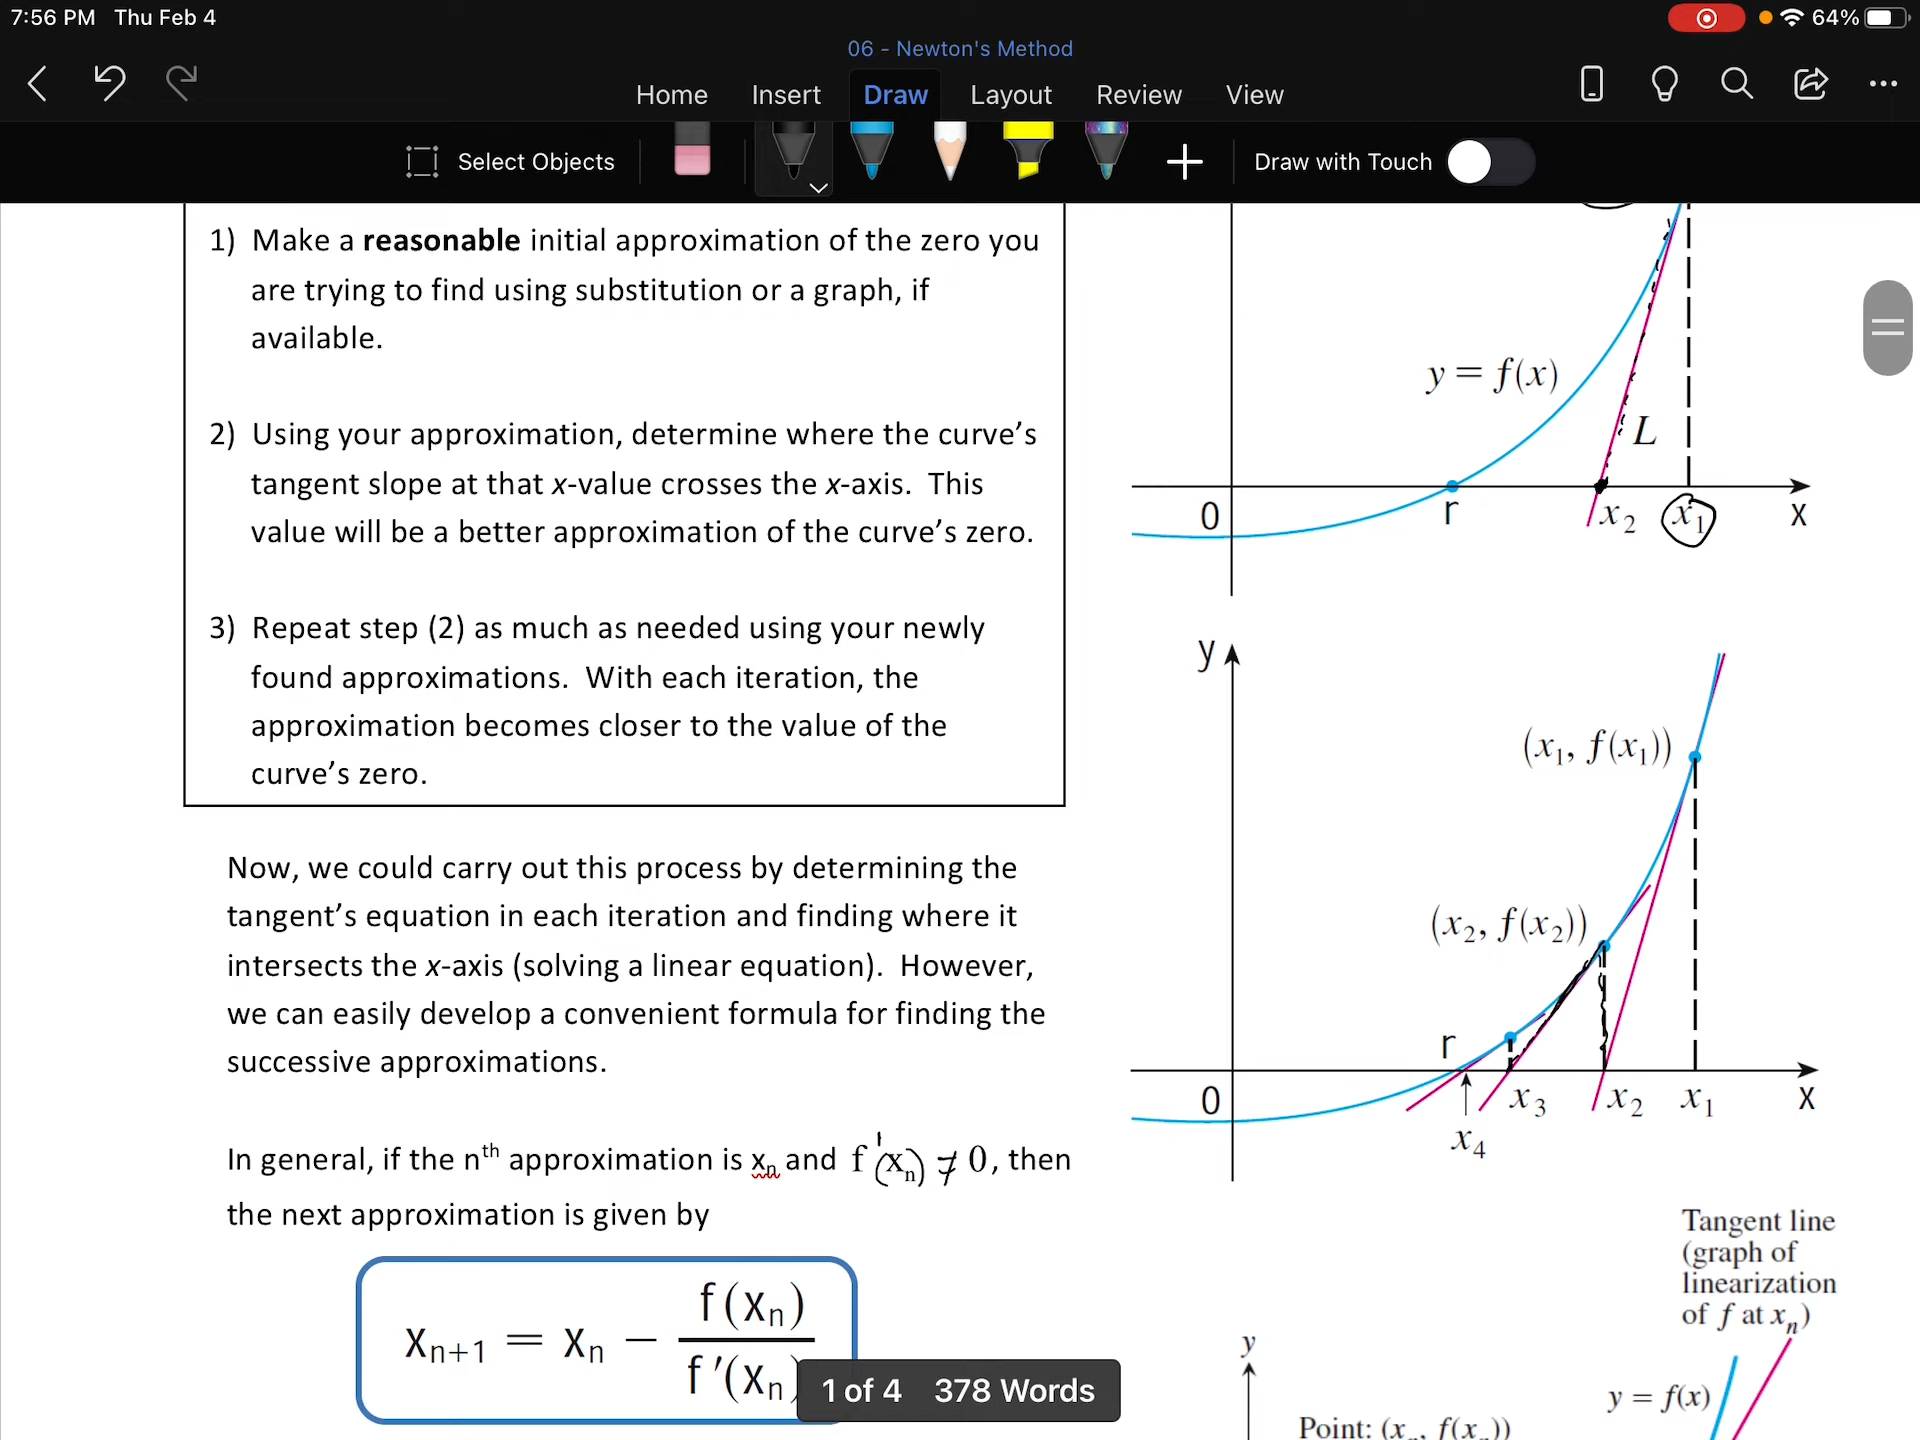 7:56 PM Thu Feb 4
64%
06 - Newton's Method
Home Insert Draw Layout Review View
Select Objects
Draw with Touch
1) Make a reasonable initial approximation of the zero you
are trying to find using substitution or a graph, if
available.
2) Using your approximation, determine where the curve's
tangent slope at that x-value crosses the x-axis. This
value will be a better approximation of the curve's zero.
3) Repeat step (2) as much as needed using your newly
found approximations. With each iteration, the
approximation becomes closer to the value of the
curve's zero.
Now, we could carry out this process by determining the
tangent's equation in each iteration and finding where it
intersects the x-axis (solving a linear equation). However,
we can easily develop a convenient formula for finding the
successive approximations.
In general, if the nth approximation is xn and f'(xn) ≠ 0, then
the next approximation is given by
xn+1 = xn − f(xn) / f'(xn)
1 of 4 378 Words
y = f(x)
L
0 r x2 x1 x
y
(x1, f(x1))
(x2, f(x2))
r
0 x3 x2 x1 x
x4
Tangent line
(graph of
linearization
of f at xn)
y
y = f(x)
Point: (xn, f(xn))